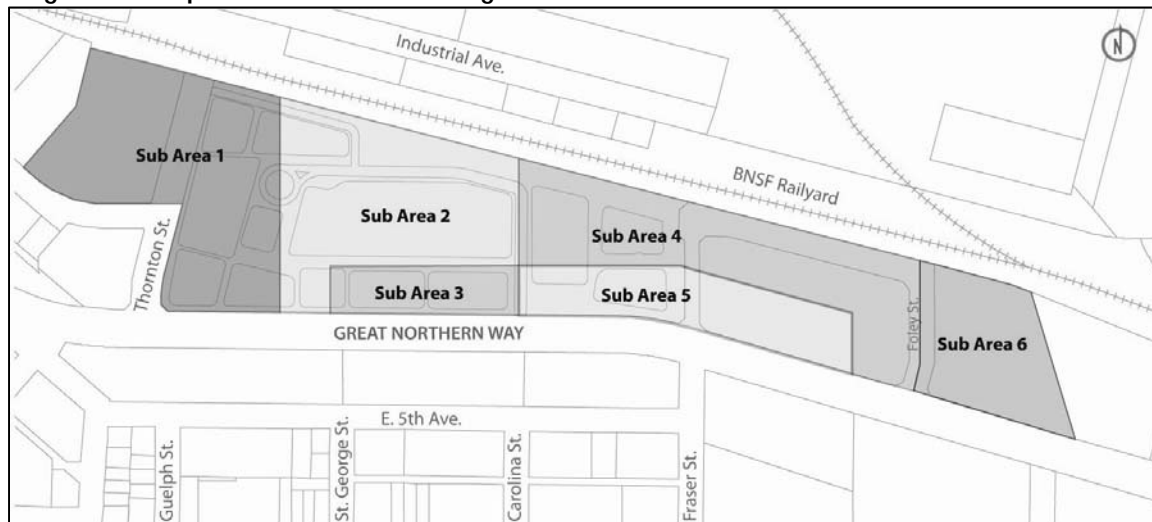 Industrial Ave.
N
BNSF Railyard
Sub Area 1
Sub Area 2
Sub Area 4
Thornton St.
Sub Area 3
Sub Area 5
GREAT NORTHERN WAY
Foley St.
Sub Area 6
E. 5th Ave.
Guelph St.
St. George St.
Carolina St.
Fraser St.